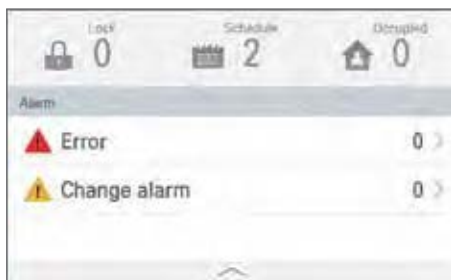 Lock Schedule Occupied
0 2 0
Alarm
Error 0
Change alarm 0